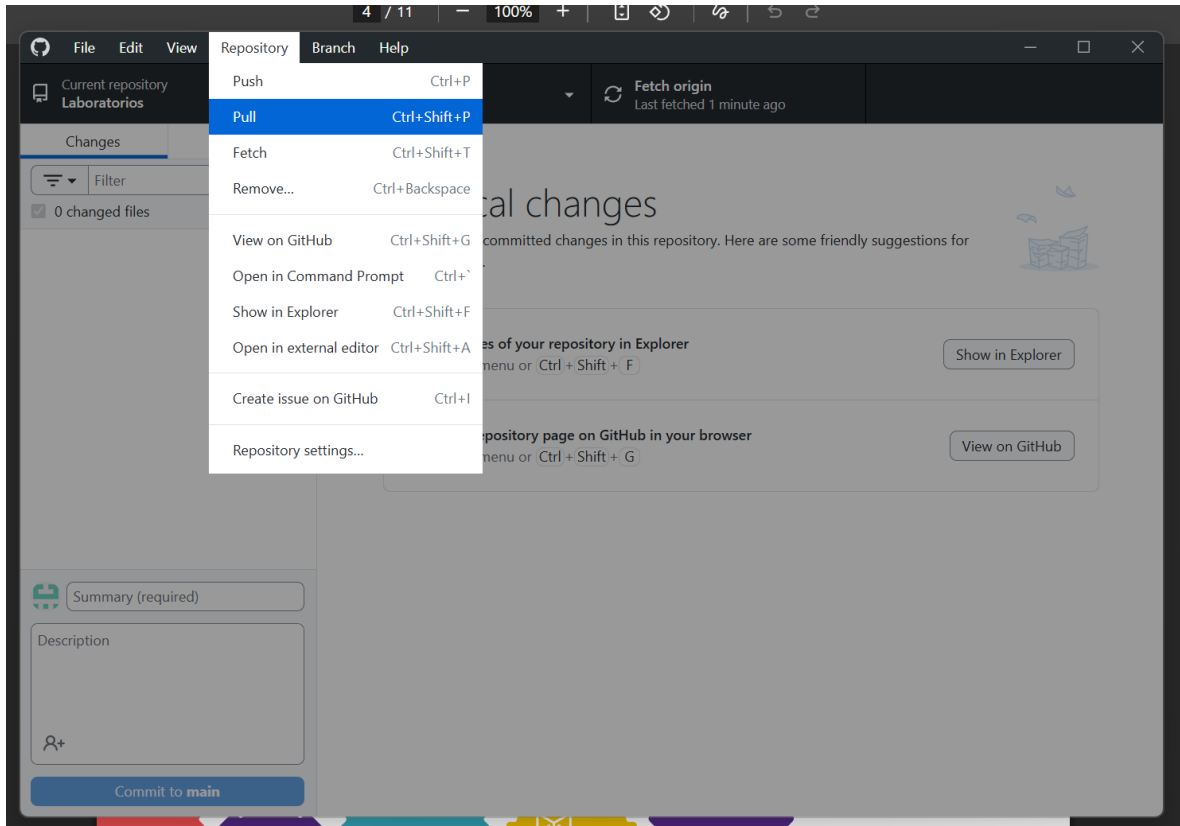 4 / 11 100%
File Edit View Repository Branch Help
Current repository
Laboratorios
Fetch origin
Last fetched 1 minute ago
Push Ctrl+P
Pull Ctrl+Shift+P
Fetch Ctrl+Shift+T
Remove... Ctrl+Backspace
View on GitHub Ctrl+Shift+G
Open in Command Prompt Ctrl+`
Show in Explorer Ctrl+Shift+F
Open in external editor Ctrl+Shift+A
Create issue on GitHub Ctrl+I
Repository settings...
Changes
Filter
0 changed files
changes
committed changes in this repository. Here are some friendly suggestions for
of your repository in Explorer
menu or Ctrl + Shift + F
Show in Explorer
page on GitHub in your browser
menu or Ctrl + Shift + G
View on GitHub
Summary (required)
Description
Commit to main